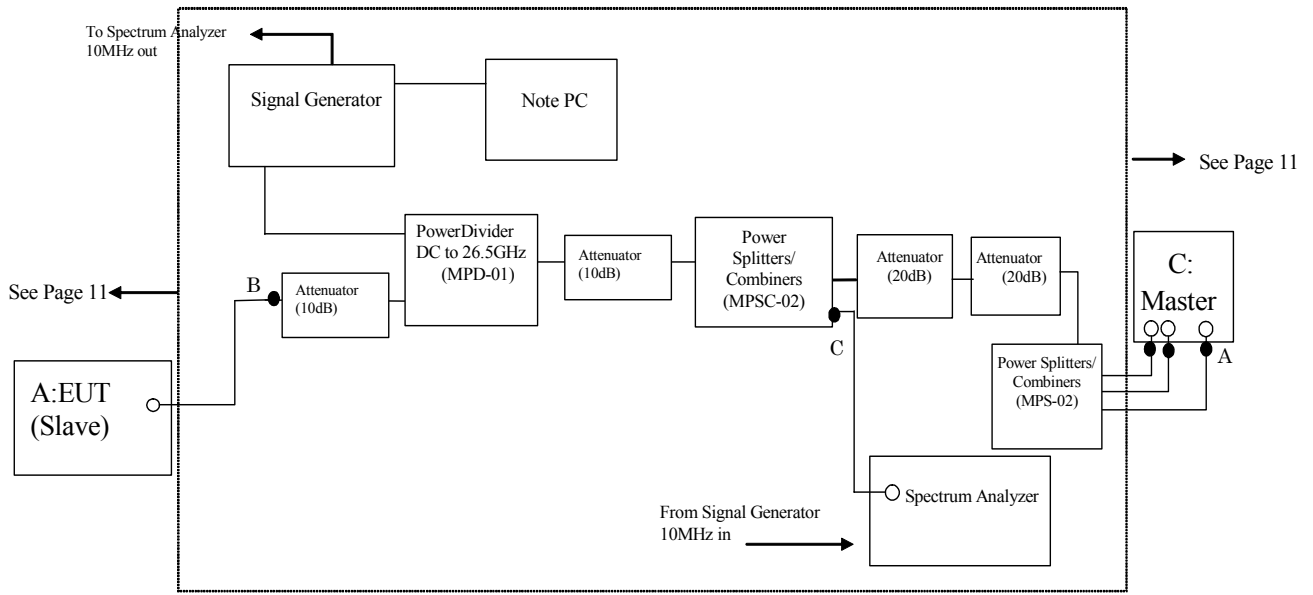 To Spectrum Analyzer
10MHz out
Signal Generator
Note PC
See Page 11
PowerDivider
DC to 26.5GHz
(MPD-01)
Attenuator
(10dB)
Power
Splitters/
Combiners
(MPSC-02)
Attenuator
(20dB)
Attenuator
(20dB)
C:
Master
See Page 11
B
Attenuator
(10dB)
C
A
Power Splitters/
Combiners
(MPS-02)
A:EUT
(Slave)
Spectrum Analyzer
From Signal Generator
10MHz in